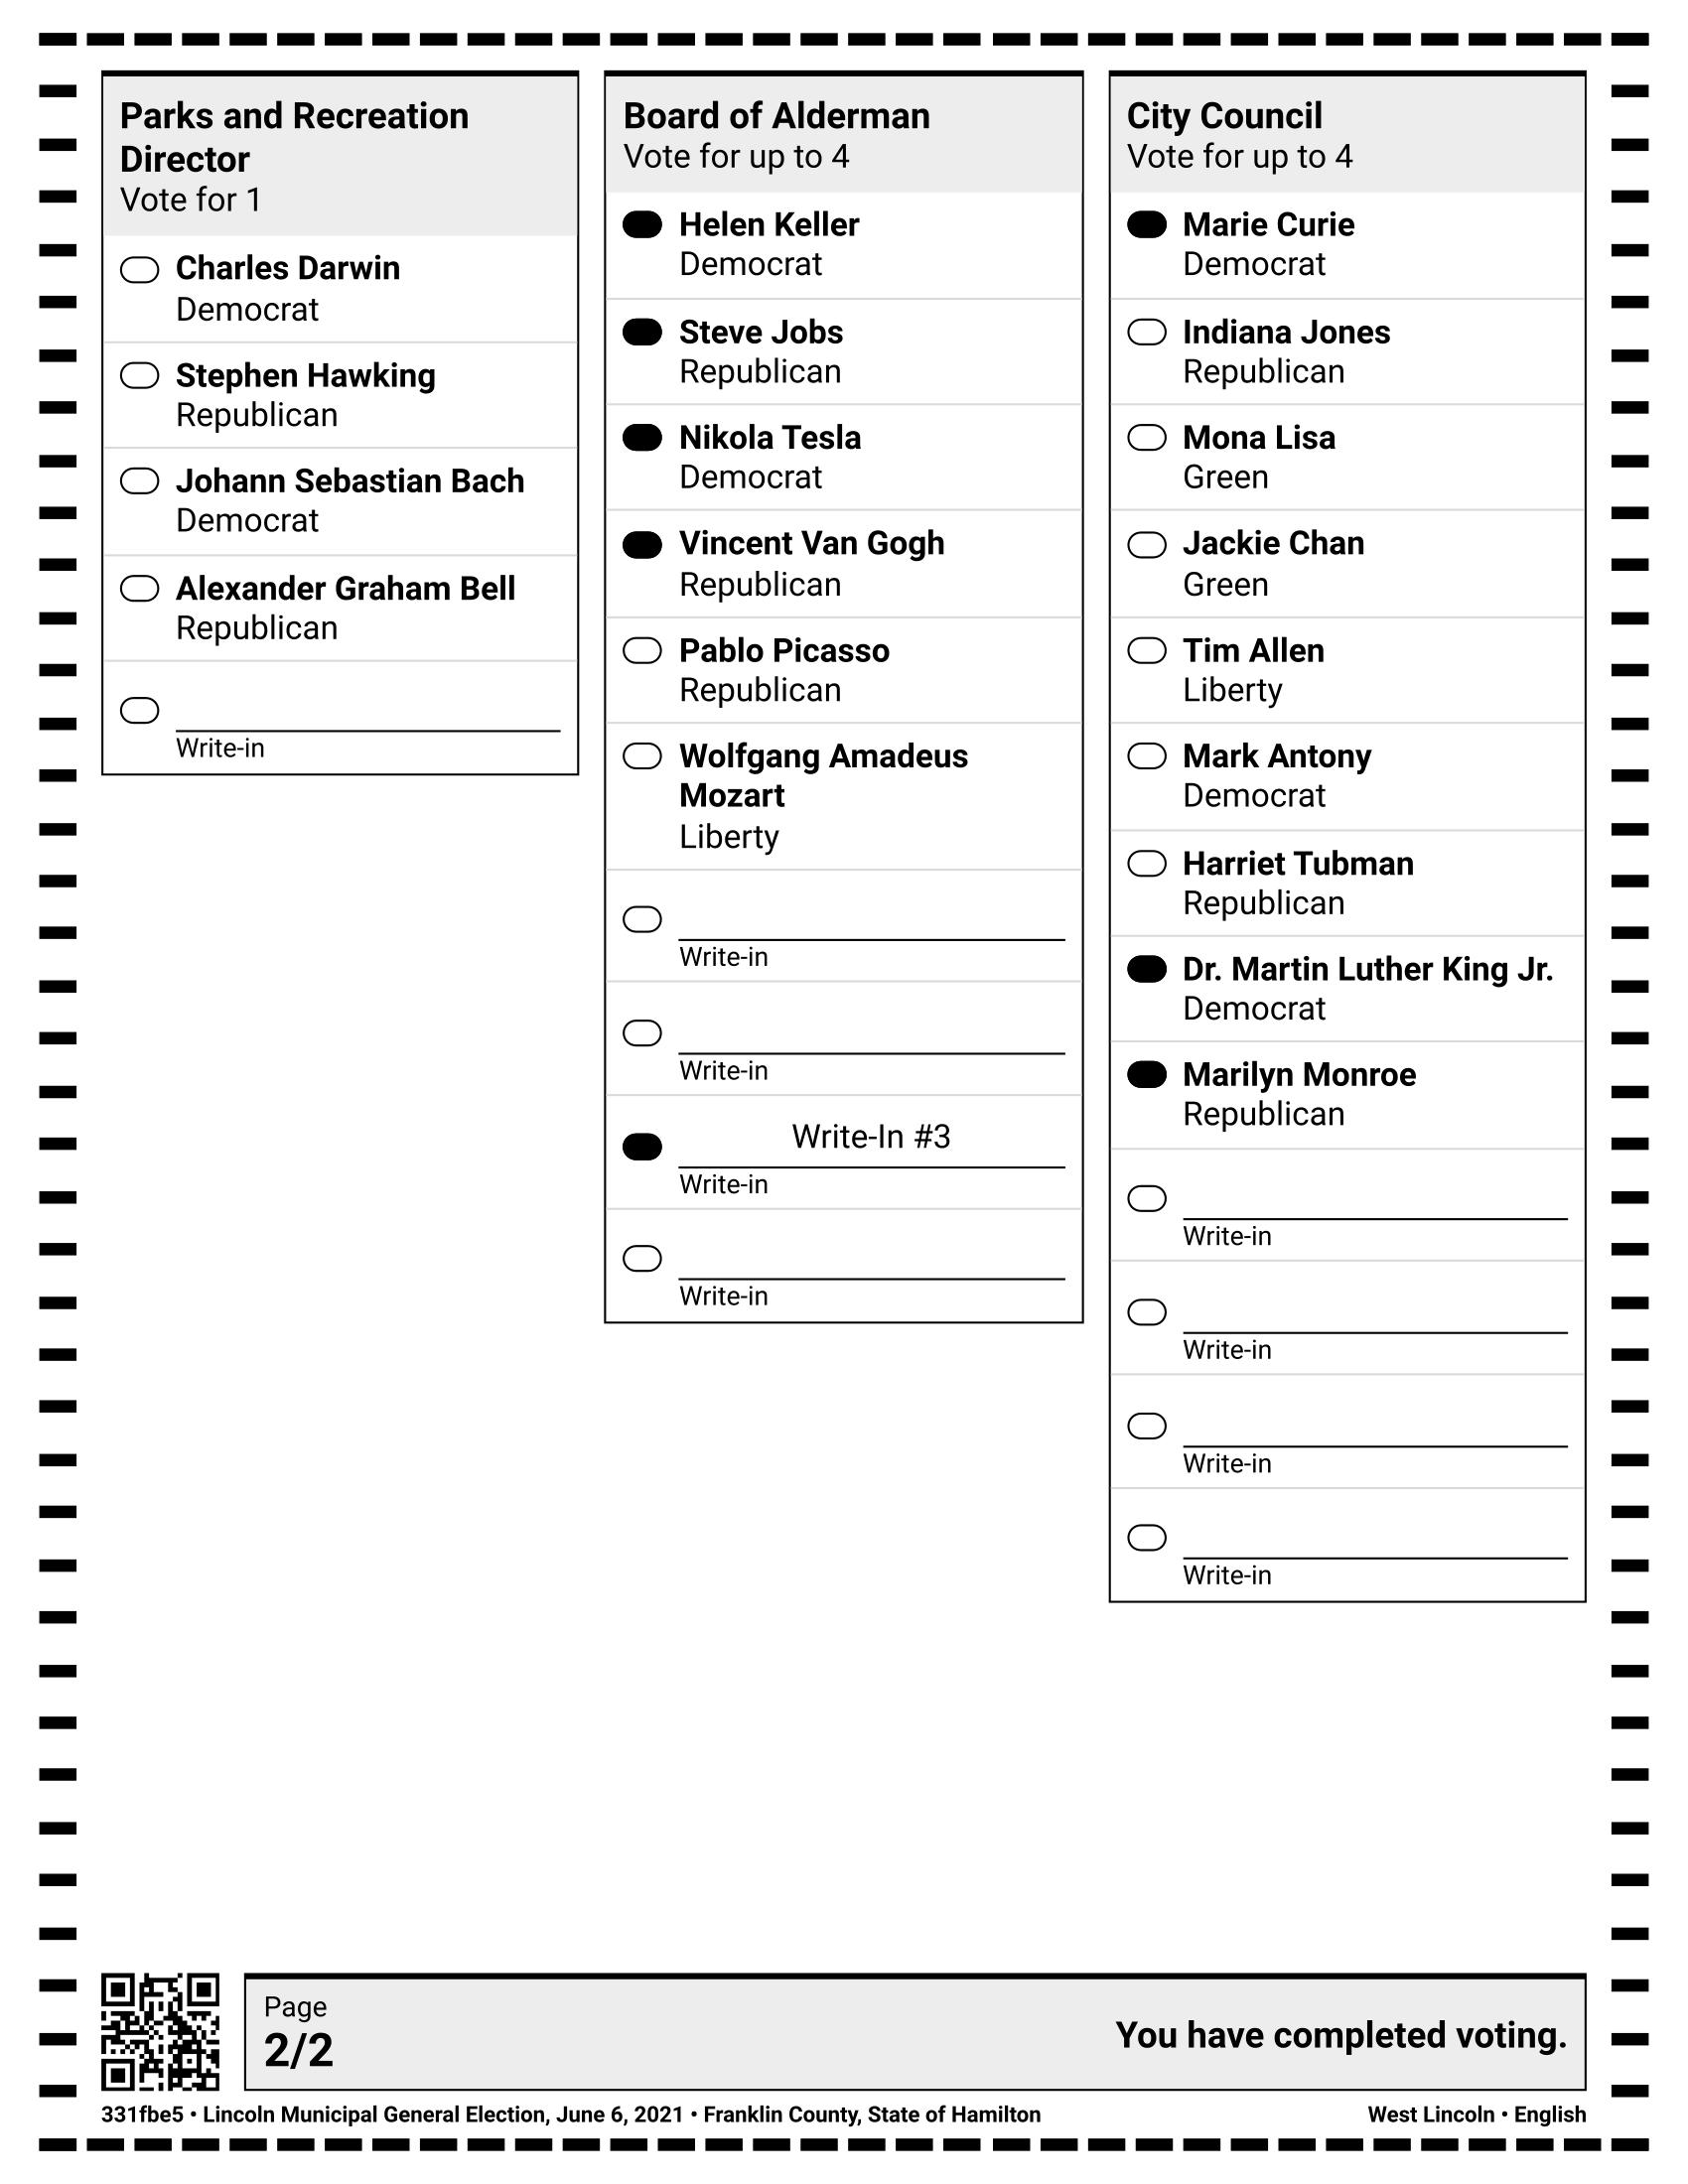 Parks and Recreation
Director
Vote for 1
Charles Darwin
Democrat
Stephen Hawking
Republican
Johann Sebastian Bach
Democrat
Alexander Graham Bell
Republican
Write-in
Board of Alderman
Vote for up to 4
Helen Keller
Democrat
Steve Jobs
Republican
Nikola Tesla
Democrat
Vincent Van Gogh
Republican
Pablo Picasso
Republican
Wolfgang Amadeus
Mozart
Liberty
Write-in
Write-in
Write-In #3
Write-in
Write-in
City Council
Vote for up to 4
Marie Curie
Democrat
Indiana Jones
Republican
Mona Lisa
Green
Jackie Chan
Green
Tim Allen
Liberty
Mark Antony
Democrat
Harriet Tubman
Republican
Dr. Martin Luther King Jr.
Democrat
Marilyn Monroe
Republican
Write-in
Write-in
Write-in
Write-in
Page
2/2
You have completed voting.
331fbe5 • Lincoln Municipal General Election, June 6, 2021 • Franklin County, State of Hamilton
West Lincoln • English